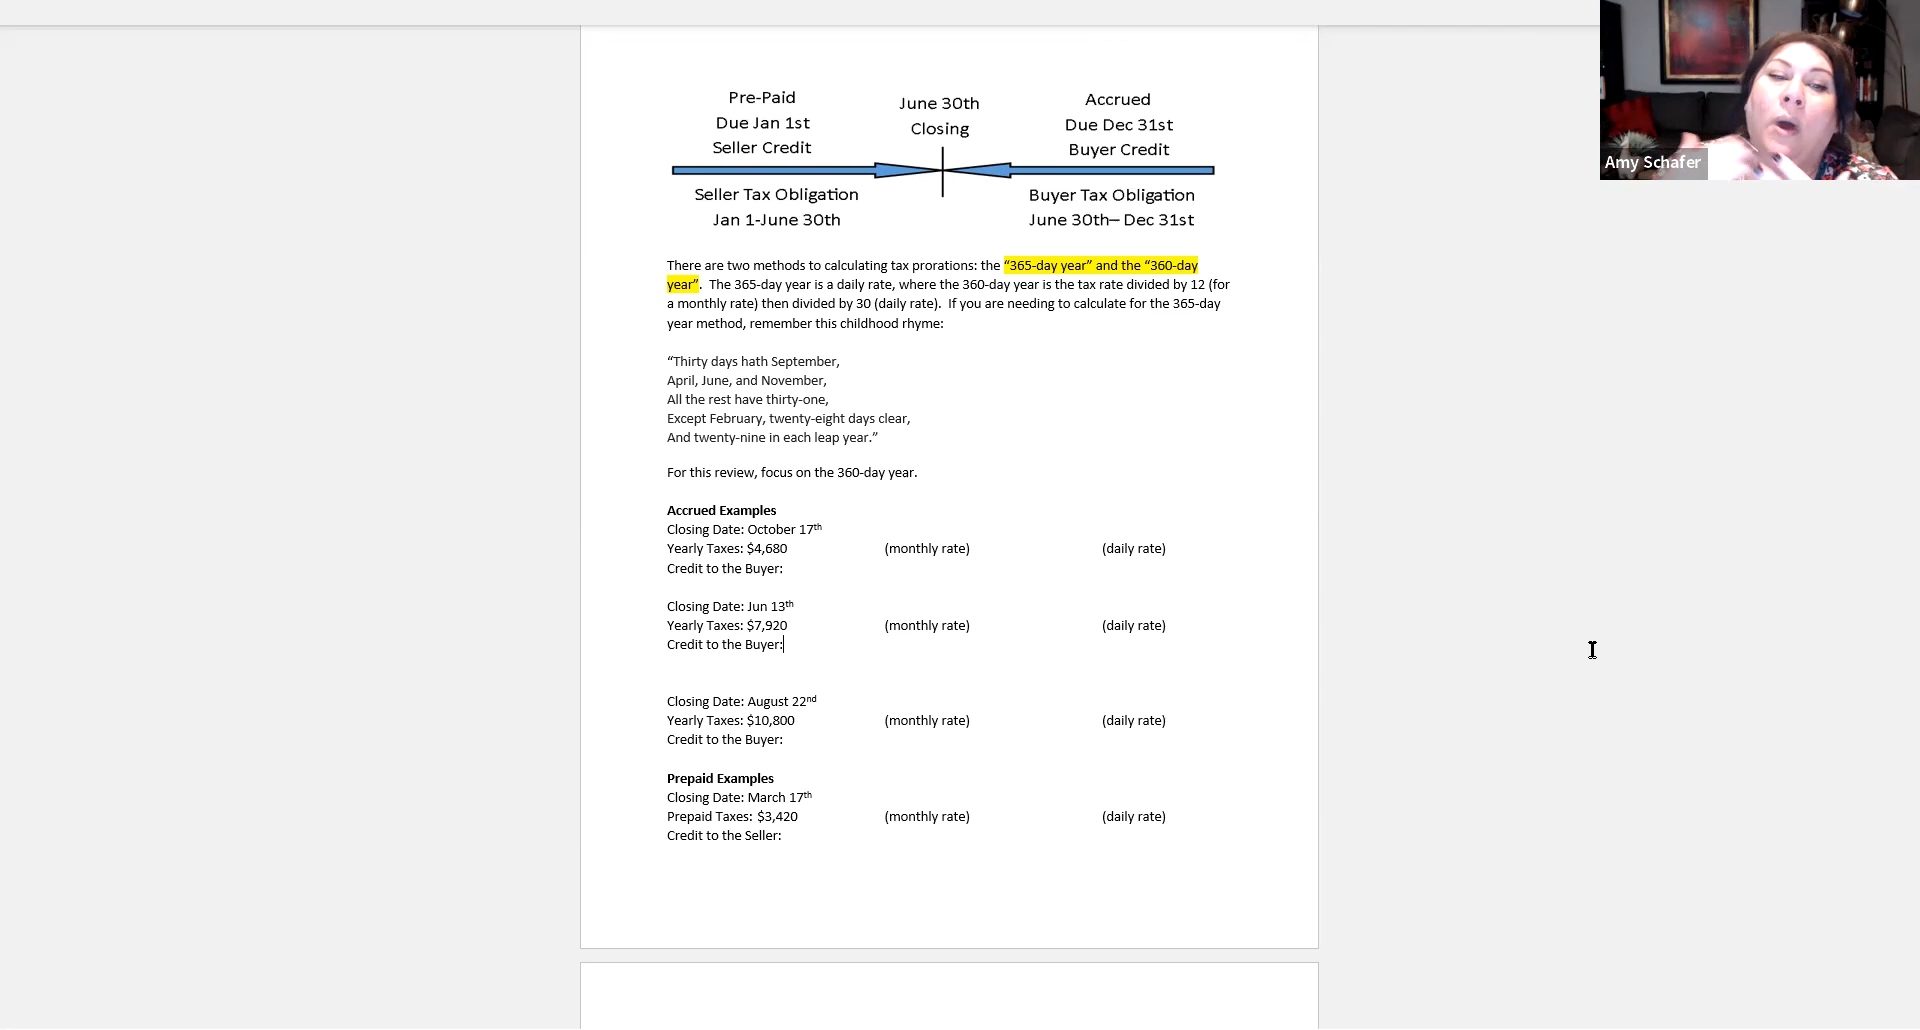 Pre-Paid
Due Jan 1st
Seller Credit
June 30th
Closing
Accrued
Due Dec 31st
Buyer Credit
Seller Tax Obligation
Jan 1-June 30th
Buyer Tax Obligation
June 30th– Dec 31st
There are two methods to calculating tax prorations: the “365-day year” and the “360-day
year”.  The 365-day year is a daily rate, where the 360-day year is the tax rate divided by 12 (for
a monthly rate) then divided by 30 (daily rate).  If you are needing to calculate for the 365-day
year method, remember this childhood rhyme:
“Thirty days hath September,
April, June, and November,
All the rest have thirty-one,
Except February, twenty-eight days clear,
And twenty-nine in each leap year.”
For this review, focus on the 360-day year.
Accrued Examples
Closing Date: October 17th
Yearly Taxes: $4,680 (monthly rate) (daily rate)
Credit to the Buyer:
Closing Date: Jun 13th
Yearly Taxes: $7,920 (monthly rate) (daily rate)
Credit to the Buyer:
Closing Date: August 22nd
Yearly Taxes: $10,800 (monthly rate) (daily rate)
Credit to the Buyer:
Prepaid Examples
Closing Date: March 17th
Prepaid Taxes: $3,420 (monthly rate) (daily rate)
Credit to the Seller:
Amy Schafer